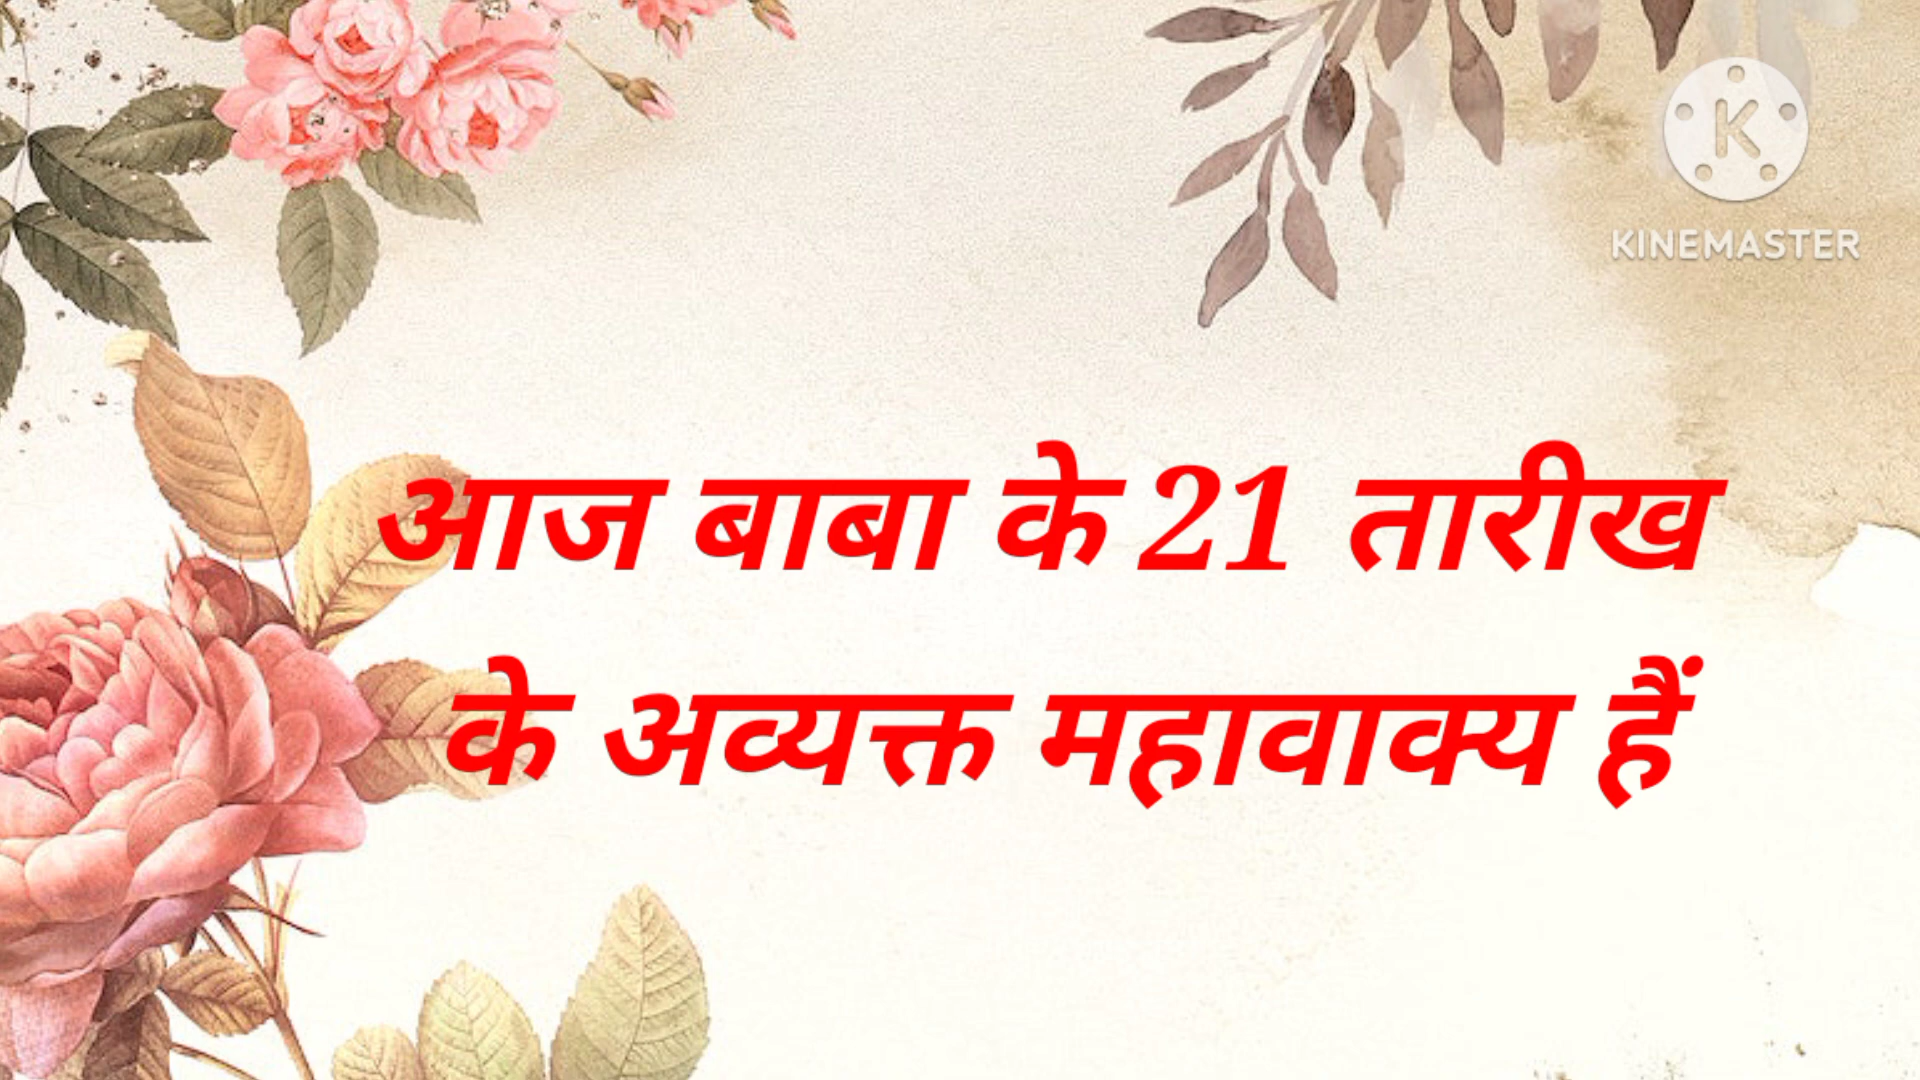 K
KINEMASTER
आज बाबा के 21 तारीख
के अव्यक्त महावाक्य हैं